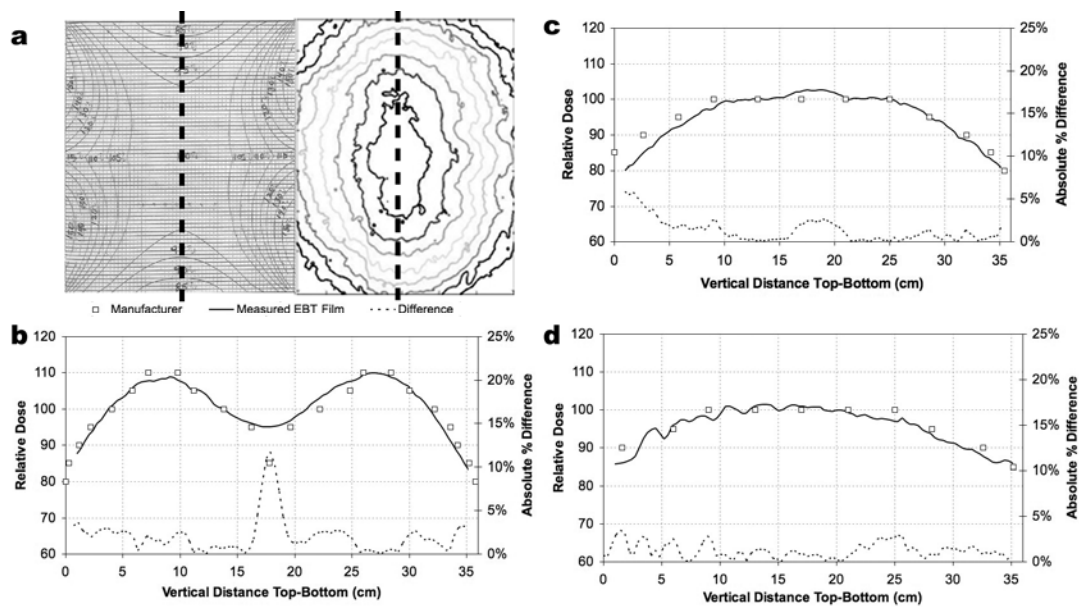 a
□ Manufacturer — Measured EBT Film ---- Difference
b
120
110
100
90
80
70
60
Relative Dose
25%
20%
15%
10%
5%
0%
Absolute % Difference
0 5 10 15 20 25 30 35
Vertical Distance Top-Bottom (cm)
c
120
110
100
90
80
70
60
Relative Dose
25%
20%
15%
10%
5%
0%
Absolute % Difference
0 5 10 15 20 25 30 35
Vertical Distance Top-Bottom (cm)
d
120
110
100
90
80
70
60
Relative Dose
25%
20%
15%
10%
5%
0%
Absolute % Difference
0 5 10 15 20 25 30 35
Vertical Distance Top-Bottom (cm)